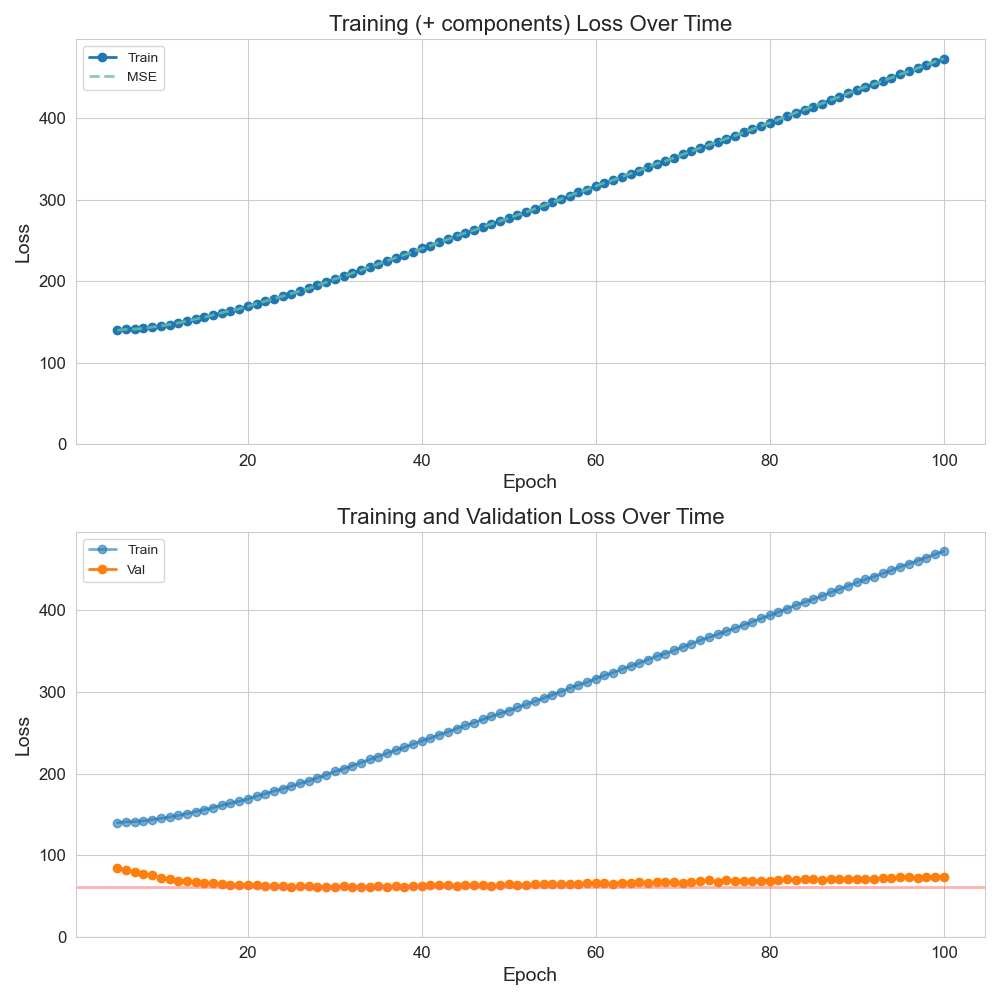 Training (+ components) Loss Over Time
Train
MSE
Loss
400
300
200
100
0
20 40 60 80 100
Epoch
Training and Validation Loss Over Time
Train
Val
Loss
400
300
200
100
0
20 40 60 80 100
Epoch